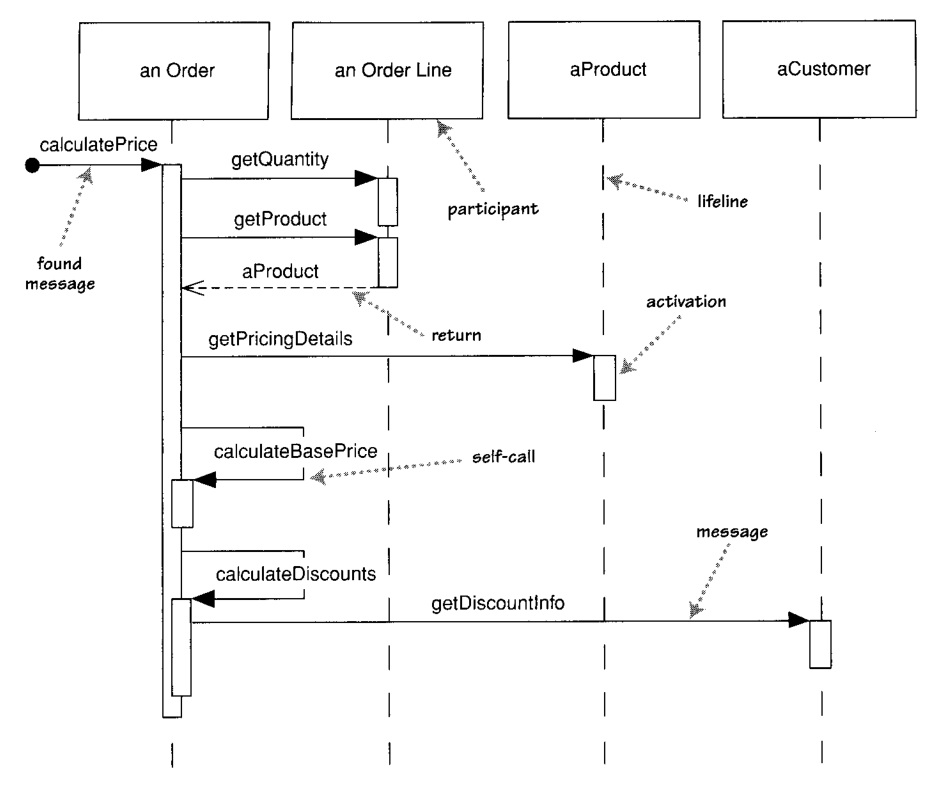 an Order
an Order Line
aProduct
aCustomer
calculatePrice
getQuantity
participant
lifeline
getProduct
found
message
aProduct
return
activation
getPricingDetails
calculateBasePrice
self-call
message
calculateDiscounts
getDiscountInfo